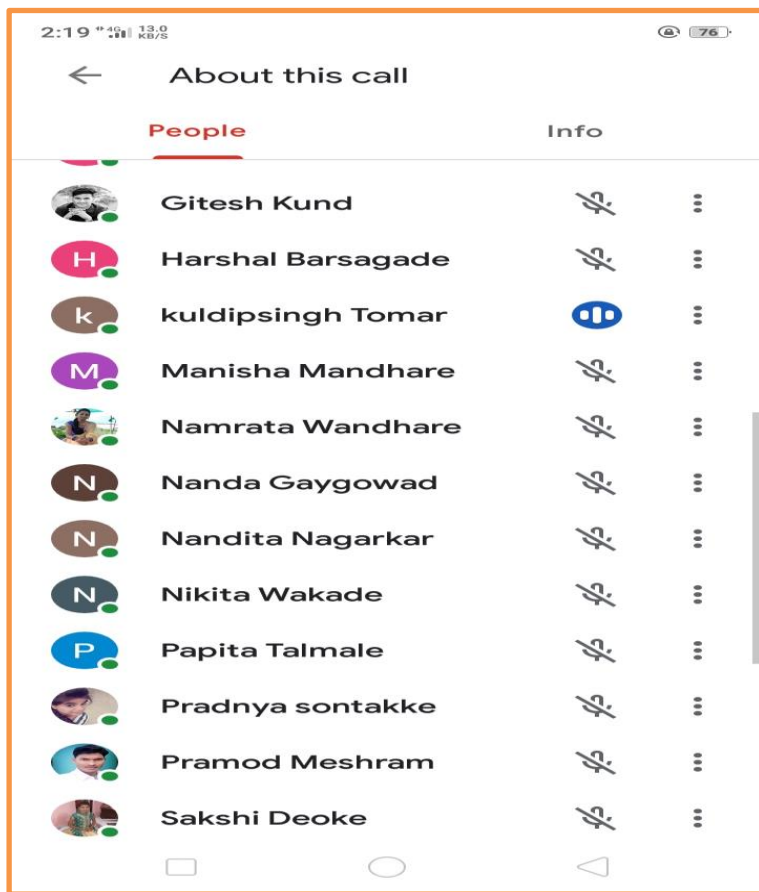 2:19 4G 13.0 KB/S 76
About this call
People Info
Gitesh Kund
H Harshal Barsagade
k kuldipsingh Tomar
M Manisha Mandhare
Namrata Wandhare
N Nanda Gaygowad
N Nandita Nagarkar
N Nikita Wakade
P Papita Talmale
Pradnya sontakke
Pramod Meshram
Sakshi Deoke